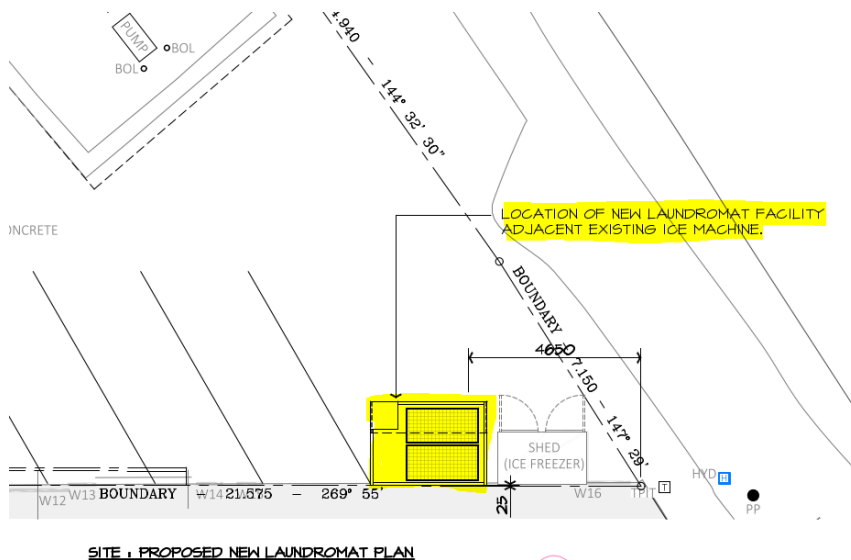 PUMP
BOL
BOL
4.940 - 144° 32' 30"
LOCATION OF NEW LAUNDROMAT FACILITY
ADJACENT EXISTING ICE MACHINE.
ONCRETE
BOUNDARY
7.150 - 147° 29'
4650
SHED
(ICE FREEZER)
HYD
H
W12
W13
BOUNDARY - 21.575 - 269° 55'
W14
25
W16
TPIT
T
PP
SITE : PROPOSED NEW LAUNDROMAT PLAN